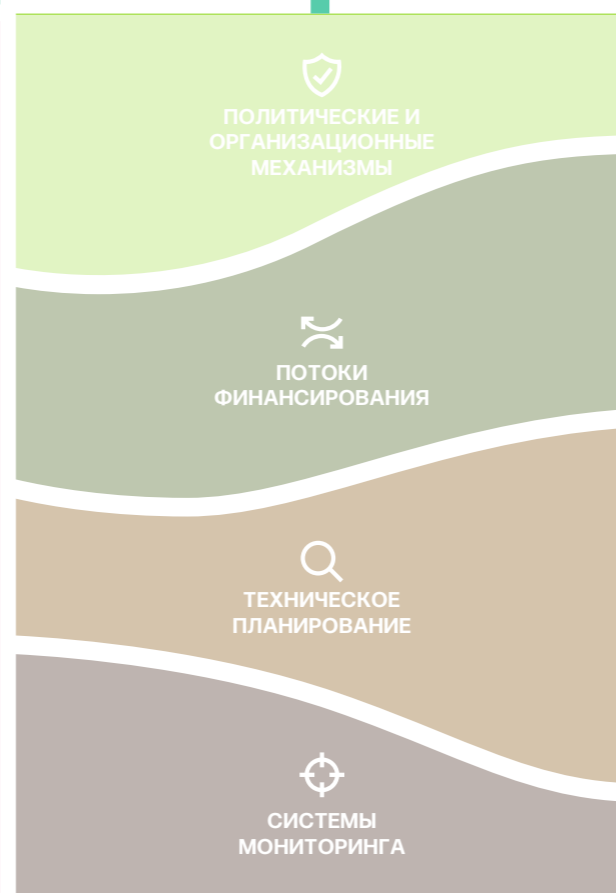 ПОЛИТИЧЕСКИЕ И
ОРГАНИЗАЦИОННЫЕ
МЕХАНИЗМЫ
ПОТОКИ
ФИНАНСИРОВАНИЯ
ТЕХНИЧЕСКОЕ
ПЛАНИРОВАНИЕ
СИСТЕМЫ
МОНИТОРИНГА